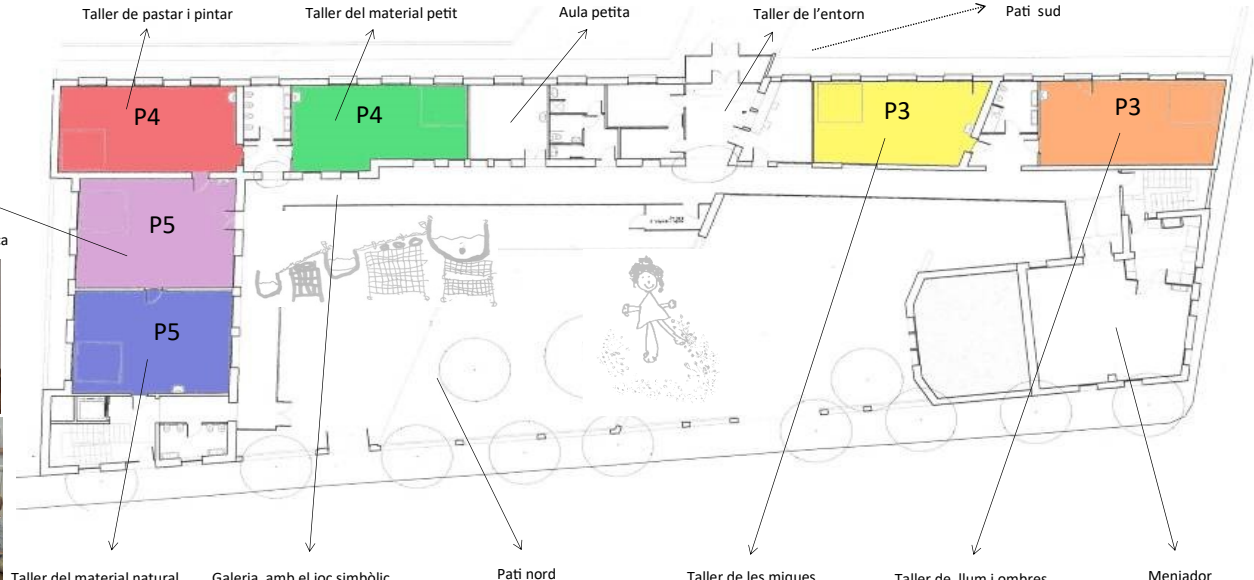 Taller de pastar i pintar
Taller del material petit
Aula petita
Taller de l'entorn
Pati sud
P4
P4
P3
P3
P5
P5
Taller del material natural
Galeria amb el joc simbòlic
Pati nord
Taller de les migues
Taller de llum i ombres
Menjador